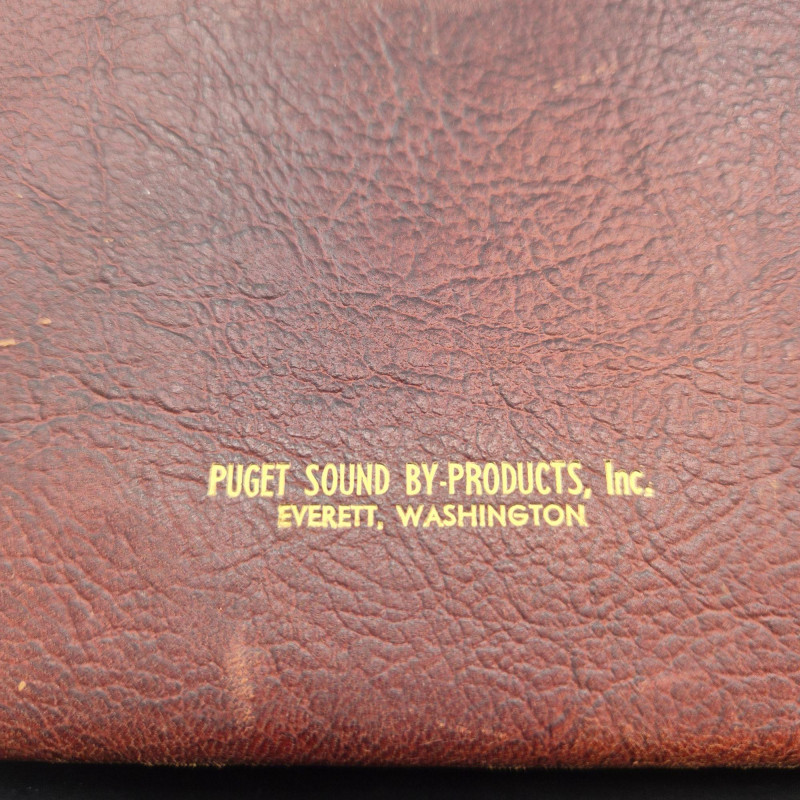 PUGET SOUND BY-PRODUCTS, Inc.
EVERETT, WASHINGTON